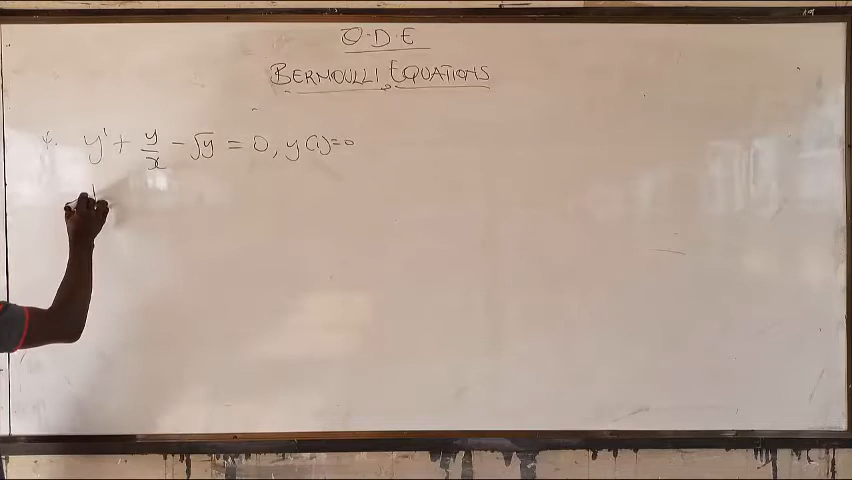 O.D.E
BERNOULLI EQUATIONS
4. y' + y/x - √y = 0, y(1)=0